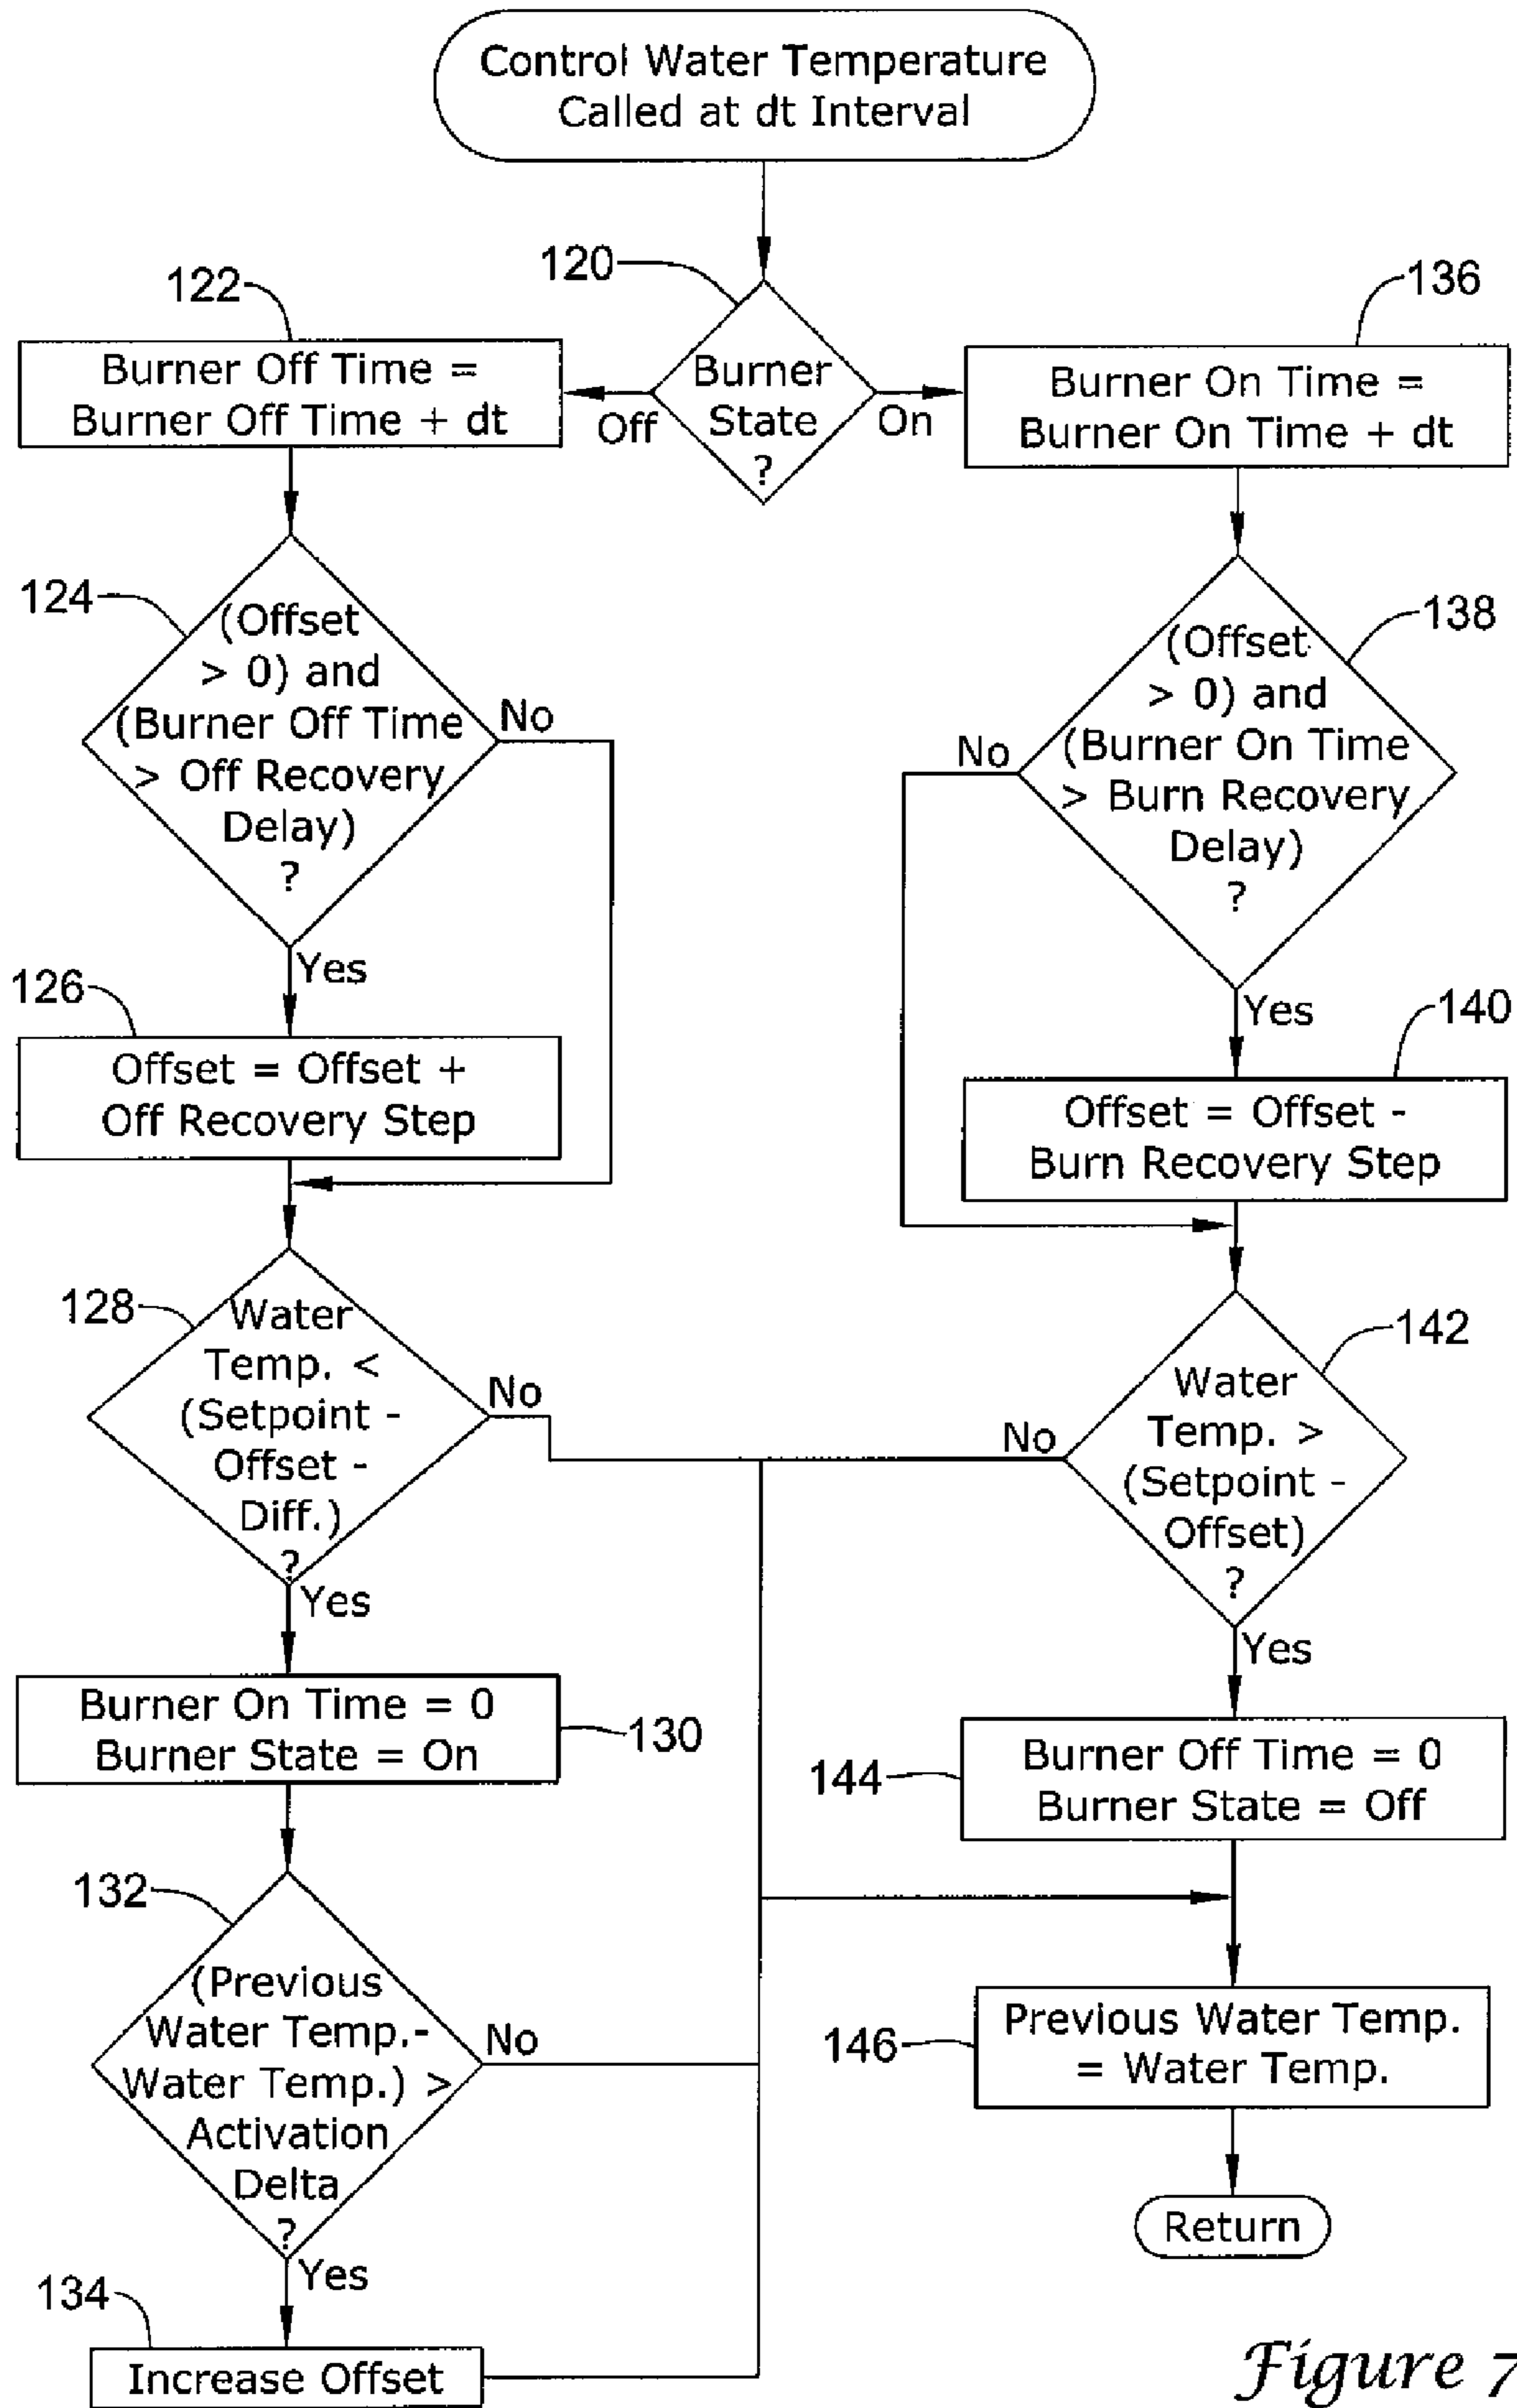 Control Water Temperature
Called at dt Interval
120
122
136
Burner
State
?
Off
On
Burner Off Time =
Burner Off Time + dt
Burner On Time =
Burner On Time + dt
124
(Offset
> 0) and
(Burner Off Time
> Off Recovery
Delay)
?
No
Yes
138
(Offset
> 0) and
(Burner On Time
> Burn Recovery
Delay)
?
No
Yes
126
Offset = Offset +
Off Recovery Step
140
Offset = Offset -
Burn Recovery Step
128
Water
Temp. <
(Setpoint -
Offset -
Diff.)
?
No
Yes
142
Water
Temp. >
(Setpoint -
Offset)
?
No
Yes
Burner On Time = 0
Burner State = On
130
144
Burner Off Time = 0
Burner State = Off
132
(Previous
Water Temp.-
Water Temp.) >
Activation
Delta
?
No
Yes
146
Previous Water Temp.
= Water Temp.
Return
134
Increase Offset
Figure 7